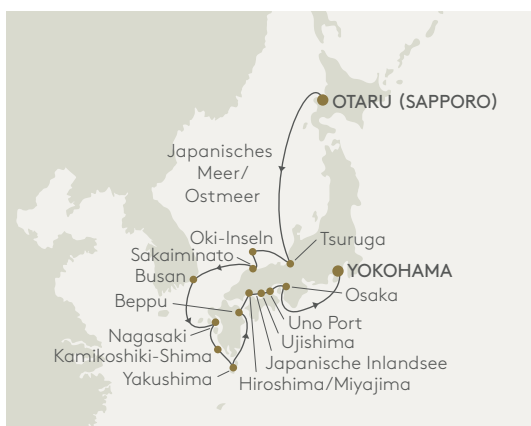 OTARU (SAPPORO)
Japanisches
Meer/
Ostmeer
Oki-Inseln
Tsuruga
Sakaiminato
YOKOHAMA
Busan
Osaka
Beppu
Uno Port
Nagasaki
Ujishima
Kamikoshiki-Shima
Japanische Inlandsee
Yakushima
Hiroshima/Miyajima